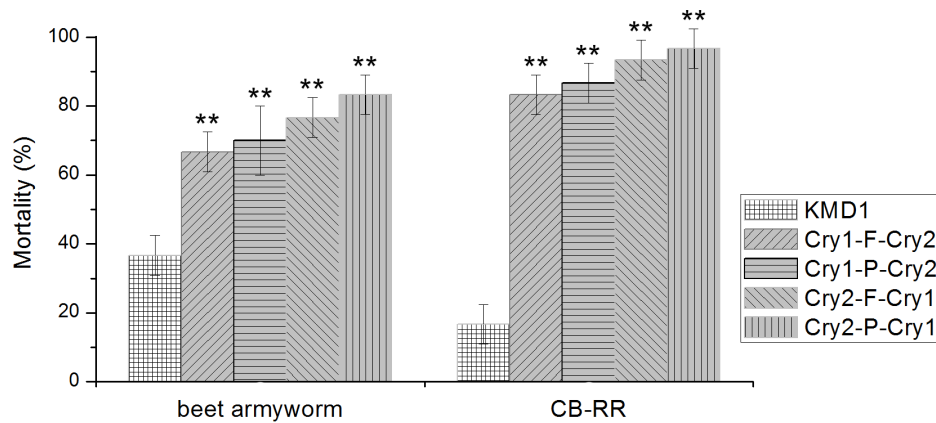 Mortality (%)
100
80
60
40
20
0
** ** ** **
** ** ** **
beet armyworm
CB-RR
KMD1
Cry1-F-Cry2
Cry1-P-Cry2
Cry2-F-Cry1
Cry2-P-Cry1